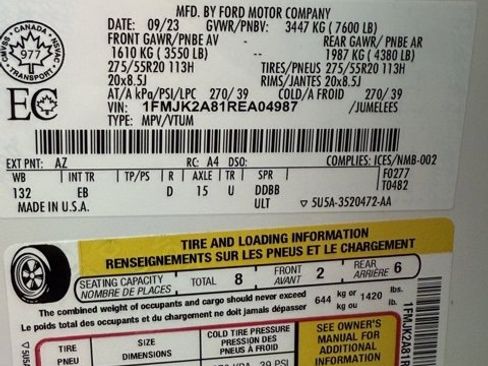 MFD. BY FORD MOTOR COMPANY
DATE: 09/23 GVWR/PNBV: 3447 KG ( 7600 LB)
FRONT GAWR/PNBE AV REAR GAWR/ PNBE AR
1610 KG ( 3550 LB) 1987 KG ( 4380 LB)
275/55R20 113H TIRES/PNEUS 275/55R20 113H
20x8.5J RIMS/JANTES 20x8.5J
AT/A kPa/PSI/LPC 270/ 39 COLD/A FROID 270/ 39
VIN: 1FMJK2A81REA04987 /JUMELEES
TYPE: MPV/VTUM
CANADA
CMVSS NSVAC
977
TRANSPORT
EC
EXT PNT: AZ RC: A4 DSO: COMPLIES: ICES/NMB-002
WB INT TR TP/PS R AXLE TR SPR F0277
132 EB D 15 U DDBB T0482
MADE IN U.S.A. ULT ▽ 5U5A-3520472-AA
TIRE AND LOADING INFORMATION
RENSEIGNEMENTS SUR LES PNEUS ET LE CHARGEMENT
SEATING CAPACITY TOTAL 8 FRONT 2 REAR 6
NOMBRE DE PLACES AVANT ARRIÈRE
The combined weight of occupants and cargo should never exceed 644 kg or 1420 lbs.
Le poids total des occupants et du chargement ne doit jamais dépasser kg ou lb.
TIRE SIZE COLD TIRE PRESSURE SEE OWNER'S
PNEU DIMENSIONS PRESSION DES MANUAL FOR
PNEUS À FROID ADDITIONAL
39 PSI INFORMATION
1FMJK2A81R